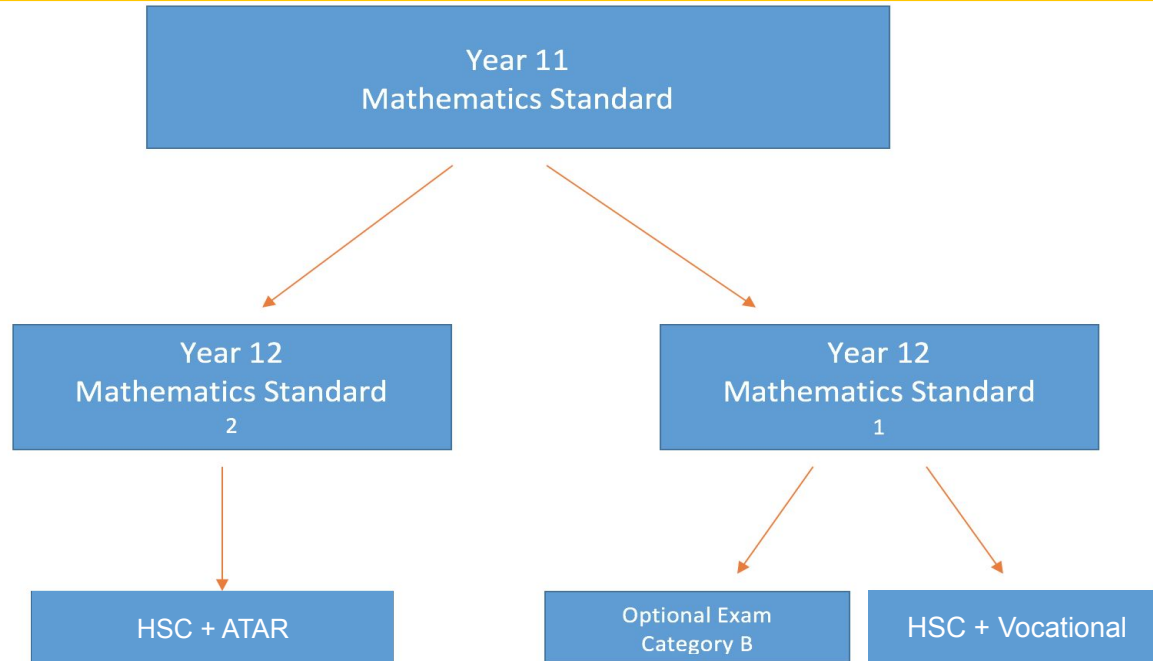 Year 11
Mathematics Standard
Year 12
Mathematics Standard
2
Year 12
Mathematics Standard
1
HSC + ATAR
Optional Exam
Category B
HSC + Vocational